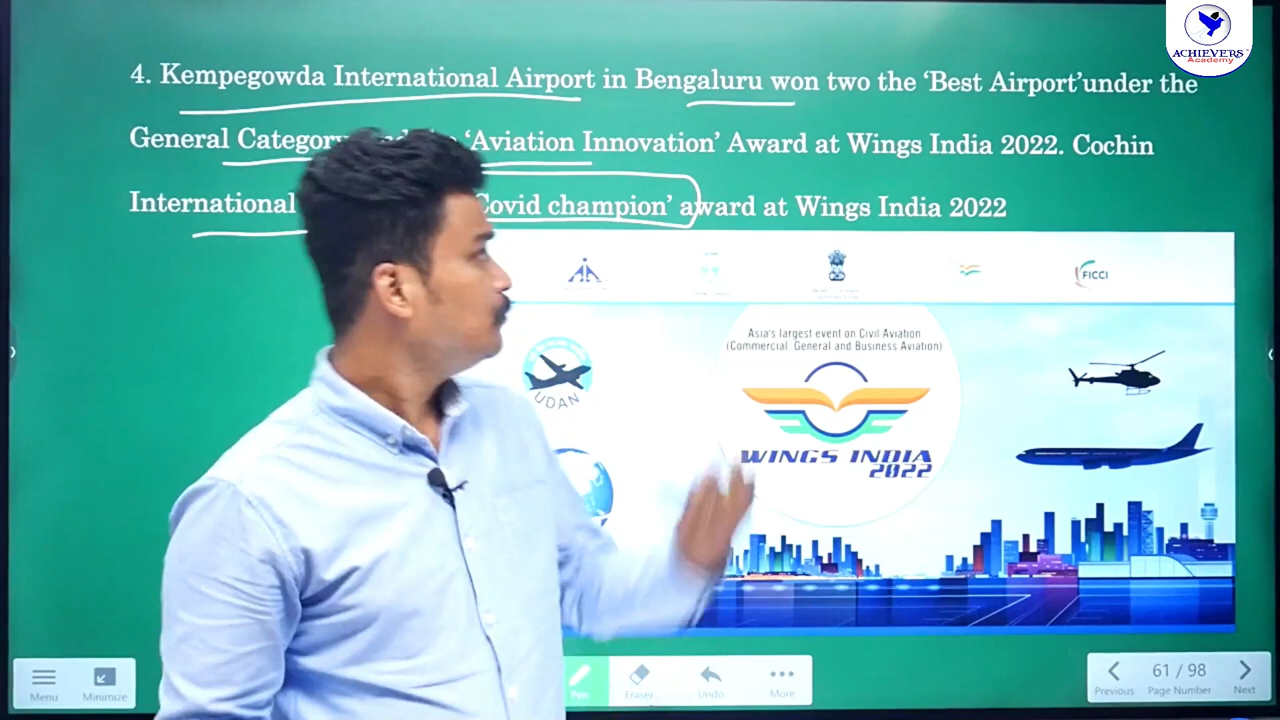 ACHIEVERS
Academy
4. Kempegowda International Airport in Bengaluru won two the ‘Best Airport’under the
General Category ‘Aviation Innovation’ Award at Wings India 2022. Cochin
International Covid champion’ award at Wings India 2022
FICCI
Asia's largest event on Civil Aviation
(Commercial General and Business Aviation)
UDAN
WINGS INDIA
2022
Menu
Minimize
Pen
Eraser
Undo
More
61 / 98
Previous
Page Number
Next